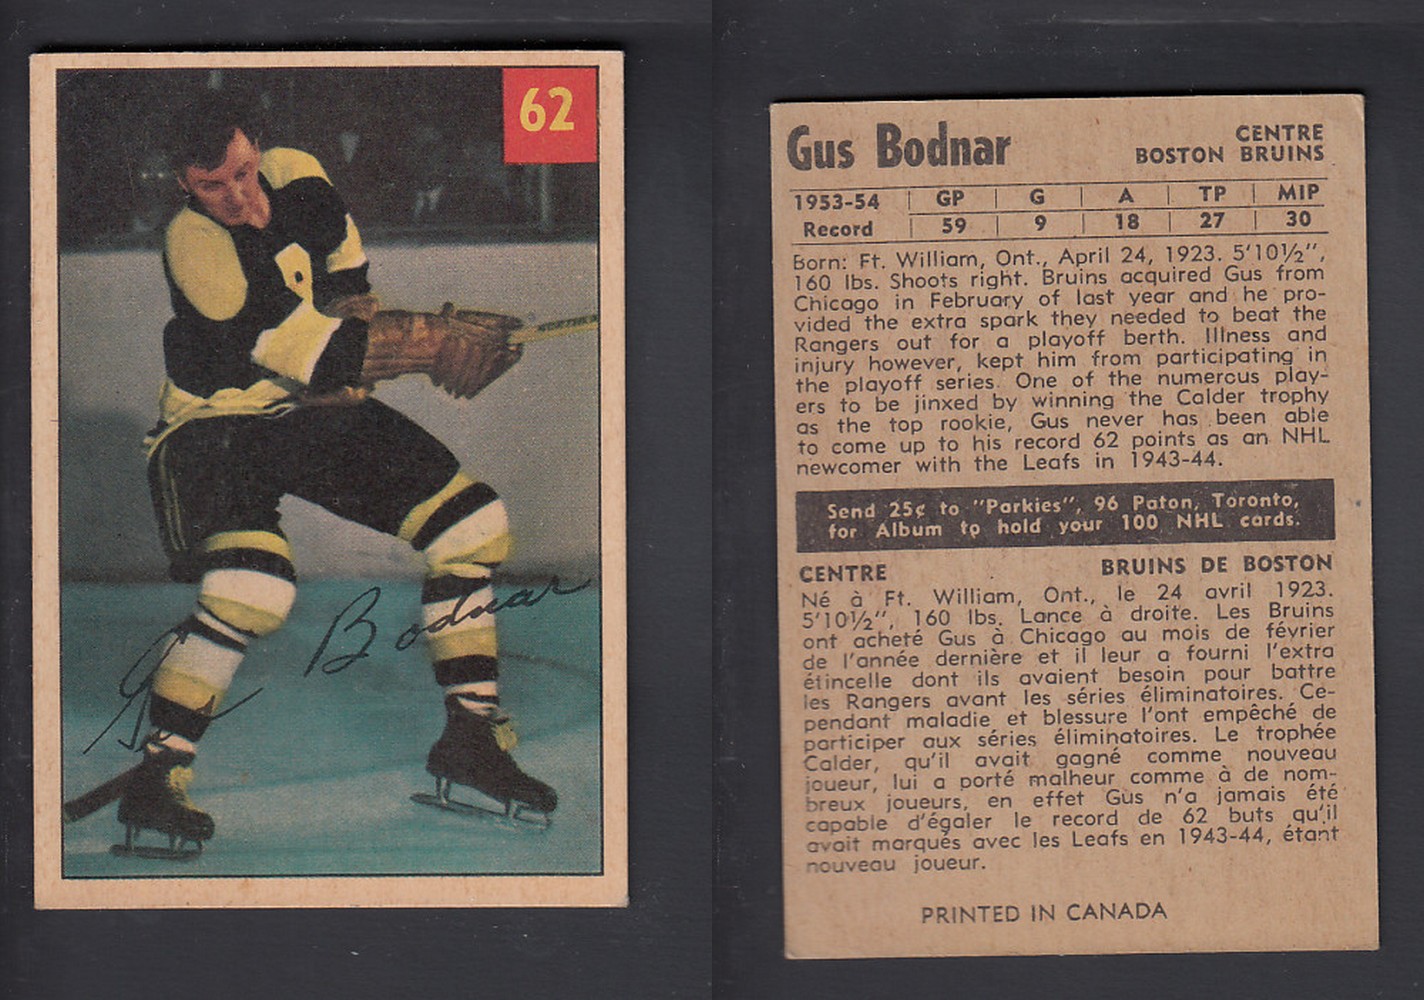 62
NORTHLA
Gus Bodnar
Gus Bodnar
CENTRE
BOSTON BRUINS
1953-54 GP G A TP MIP
Record 59 9 18 27 30
Born: Ft. William, Ont., April 24, 1923. 5'10½",
160 lbs. Shoots right. Bruins acquired Gus from
Chicago in February of last year and he pro-
vided the extra spark they needed to beat the
Rangers out for a playoff berth. Illness and
injury however, kept him from participating in
the playoff series. One of the numerous play-
ers to be jinxed by winning the Calder trophy
as the top rookie, Gus never has been able
to come up to his record 62 points as an NHL
newcomer with the Leafs in 1943-44.
Send 25¢ to "Parkies", 96 Paton, Toronto,
for Album to hold your 100 NHL cards.
CENTRE BRUINS DE BOSTON
Né à Ft. William, Ont., le 24 avril 1923.
5'10½", 160 lbs. Lance à droite. Les Bruins
ont acheté Gus à Chicago au mois de février
de l'année dernière et il leur a fourni l'extra
étincelle dont ils avaient besoin pour battre
les Rangers avant les séries éliminatoires. Ce-
pendant maladie et blessure l'ont empêché de
participer aux séries éliminatoires. Le trophée
Calder, qu'il avait gagné comme nouveau
joueur, lui a porté malheur comme à de nom-
breux joueurs, en effet Gus n'a jamais été
capable d'égaler le record de 62 buts qu'il
avait marqués avec les Leafs en 1943-44, étant
nouveau joueur.
PRINTED IN CANADA